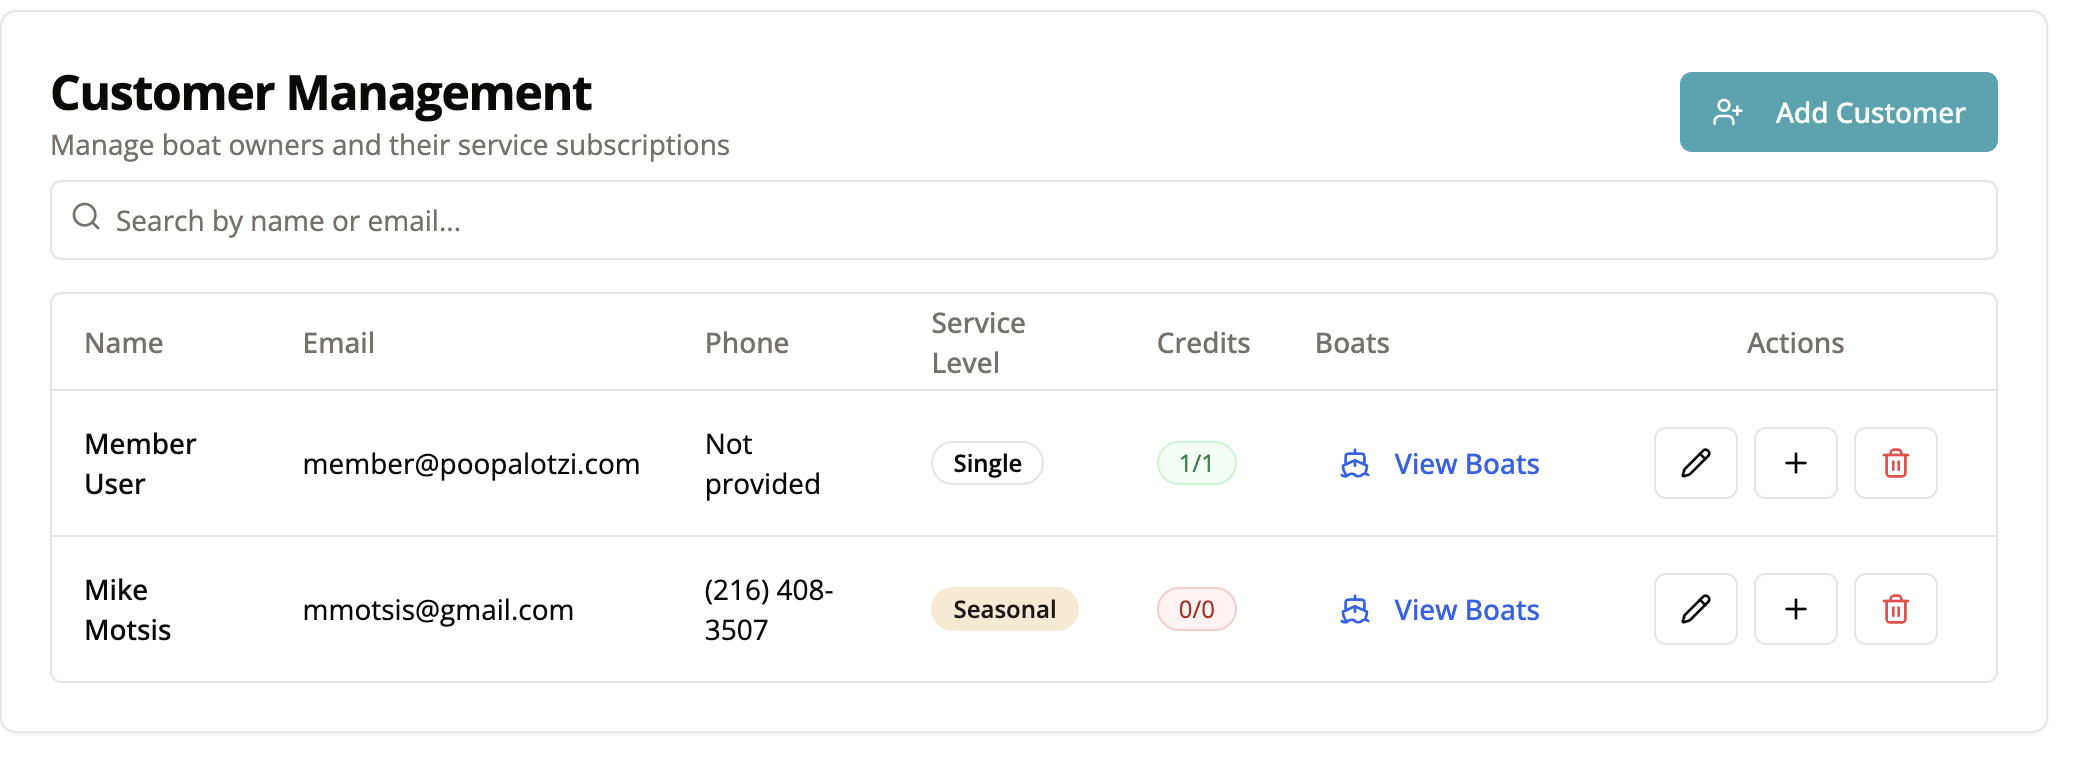 Customer Management
Add Customer
Manage boat owners and their service subscriptions
Search by name or email...
Name Email Phone Service Level Credits Boats Actions
Member User member@poopalotzi.com Not provided Single 1/1 View Boats
Mike Motsis mmotsis@gmail.com (216) 408-3507 Seasonal 0/0 View Boats